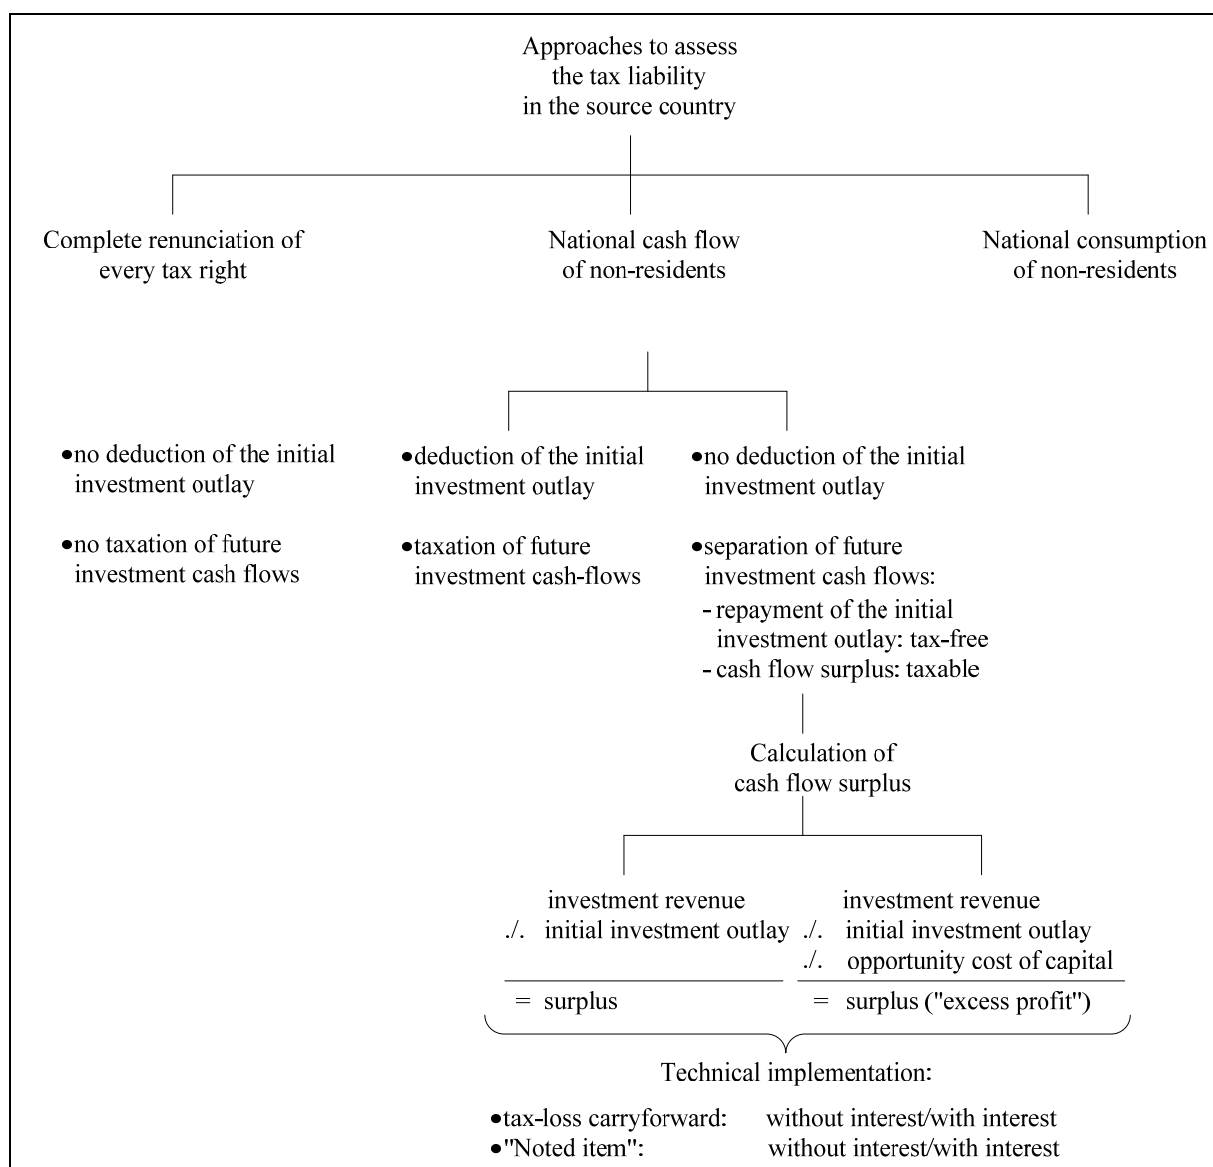 Approaches to assess
the tax liability
in the source country
Complete renunciation of
every tax right
National cash flow
of non-residents
National consumption
of non-residents
•no deduction of the initial
investment outlay
•no taxation of future
investment cash flows
•deduction of the initial
investment outlay
•taxation of future
investment cash-flows
•no deduction of the initial
investment outlay
•separation of future
investment cash flows:
- repayment of the initial
investment outlay: tax-free
- cash flow surplus: taxable
Calculation of
cash flow surplus
investment revenue
./. initial investment outlay
= surplus
investment revenue
./. initial investment outlay
./. opportunity cost of capital
= surplus ("excess profit")
Technical implementation:
•tax-loss carryforward: without interest/with interest
•"Noted item": without interest/with interest